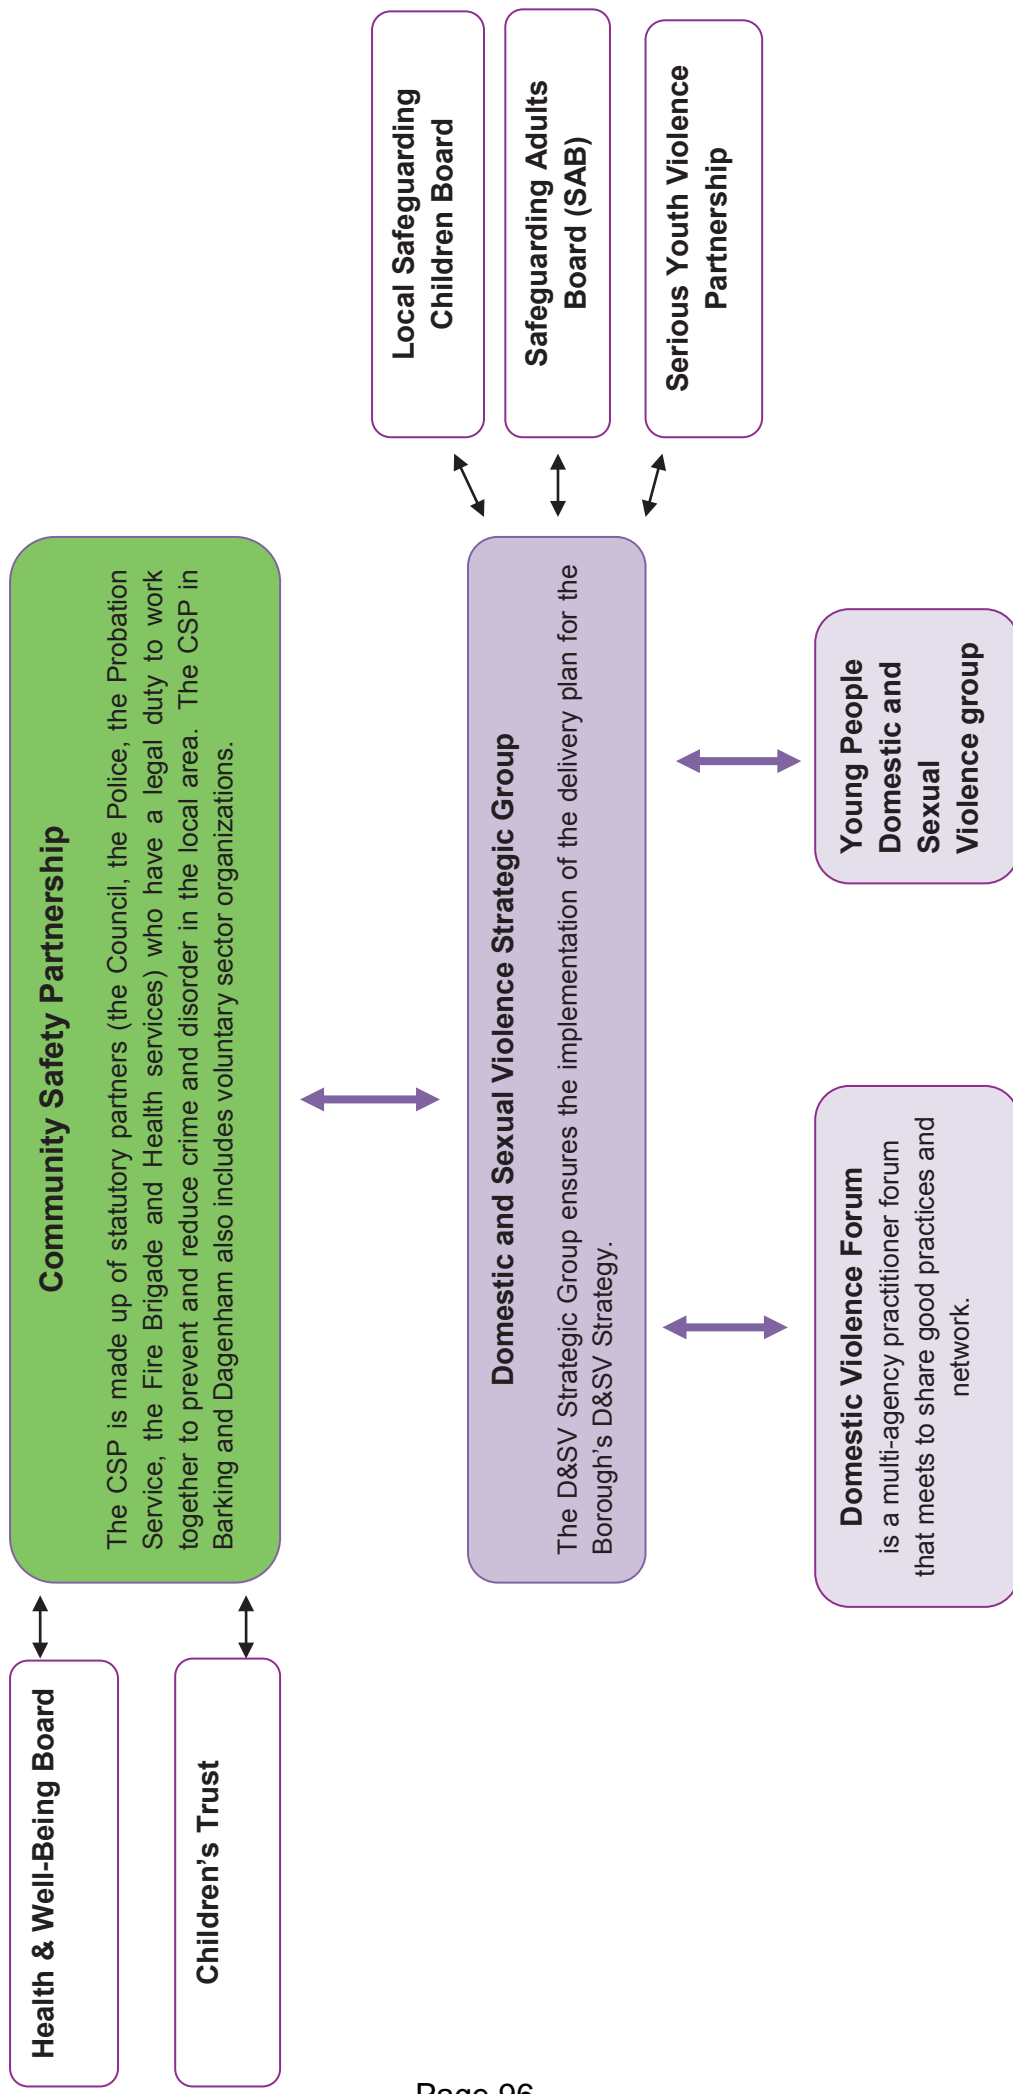 Health & Well-Being Board
Children’s Trust
Community Safety Partnership
The CSP is made up of statutory partners (the Council, the Police, the Probation
Service, the Fire Brigade and Health services) who have a legal duty to work
together to prevent and reduce crime and disorder in the local area. The CSP in
Barking and Dagenham also includes voluntary sector organizations.
Domestic and Sexual Violence Strategic Group
The D&SV Strategic Group ensures the implementation of the delivery plan for the
Borough’s D&SV Strategy.
Local Safeguarding
Children Board
Safeguarding Adults
Board (SAB)
Serious Youth Violence
Partnership
Domestic Violence Forum
is a multi-agency practitioner forum
that meets to share good practices and
network.
Young People
Domestic and
Sexual
Violence group
Page 96